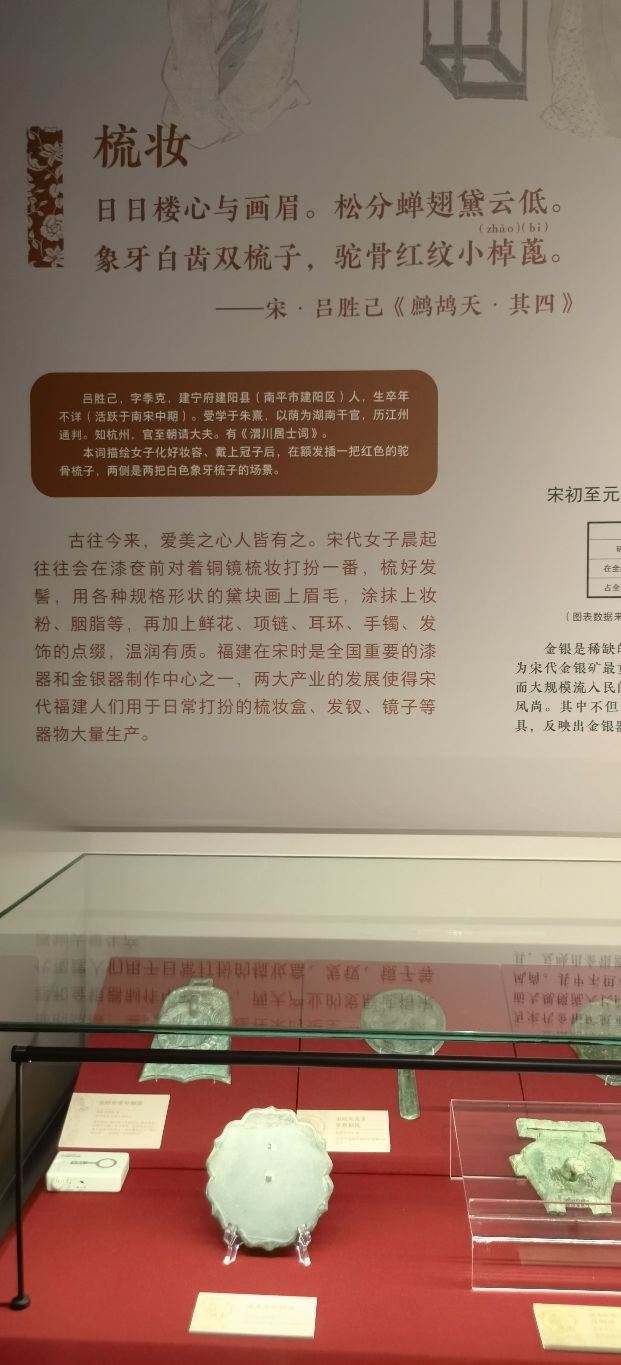 梳妆
日日楼心与画眉。松分蝉翅黛云低。
(zhào)(bì)
象牙白齿双梳子，驼骨红纹小棹蓖。
——宋·吕胜己《鹧鸪天·其四》
吕胜己，字季克，建宁府建阳县（南平市建阳区）人，生卒年
不详（活跃于南宋中期）。受学于朱熹，以荫为湖南干官，历江州
通判。知杭州，官至朝请大夫。有《渭川居士词》。
本词描绘女子化好妆容、戴上冠子后，在额发插一把红色的驼
骨梳子，两侧是两把白色象牙梳子的场景。
古往今来，爱美之心人皆有之。宋代女子晨起
往往会在漆奁前对着铜镜梳妆打扮一番，梳好发
髻，用各种规格形状的黛块画上眉毛，涂抹上妆
粉、胭脂等，再加上鲜花、项链、耳环、手镯、发
饰的点缀，温润有质。福建在宋时是全国重要的漆
器和金银器制作中心之一，两大产业的发展使得宋
代福建人们用于日常打扮的梳妆盒、发钗、镜子等
器物大量生产。
宋初至元
在全
占全
（图表数据来
金银是稀缺的
为宋代金银矿最
而大规模流入民间
风尚。其中不但
具，反映出金银器